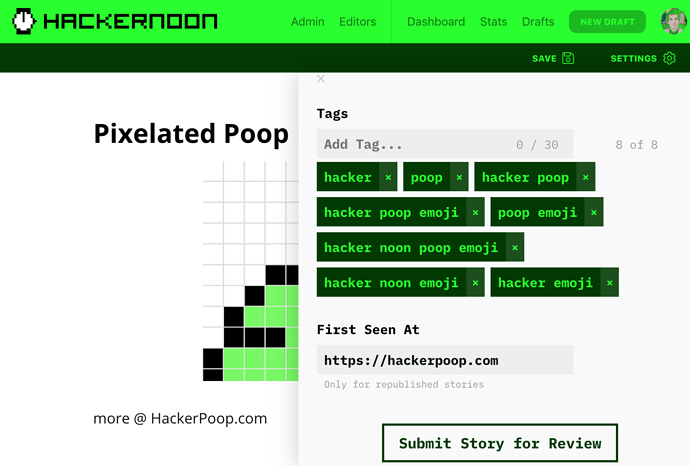 HACKERNOON
Admin Editors Dashboard Stats Drafts NEW DRAFT
SAVE SETTINGS
×
Pixelated Poop
Tags
Add Tag... 0 / 30 8 of 8
hacker × poop × hacker poop ×
hacker poop emoji × poop emoji ×
hacker noon poop emoji ×
hacker noon emoji × hacker emoji ×
First Seen At
https://hackerpoop.com
Only for republished stories
more @ HackerPoop.com
Submit Story for Review